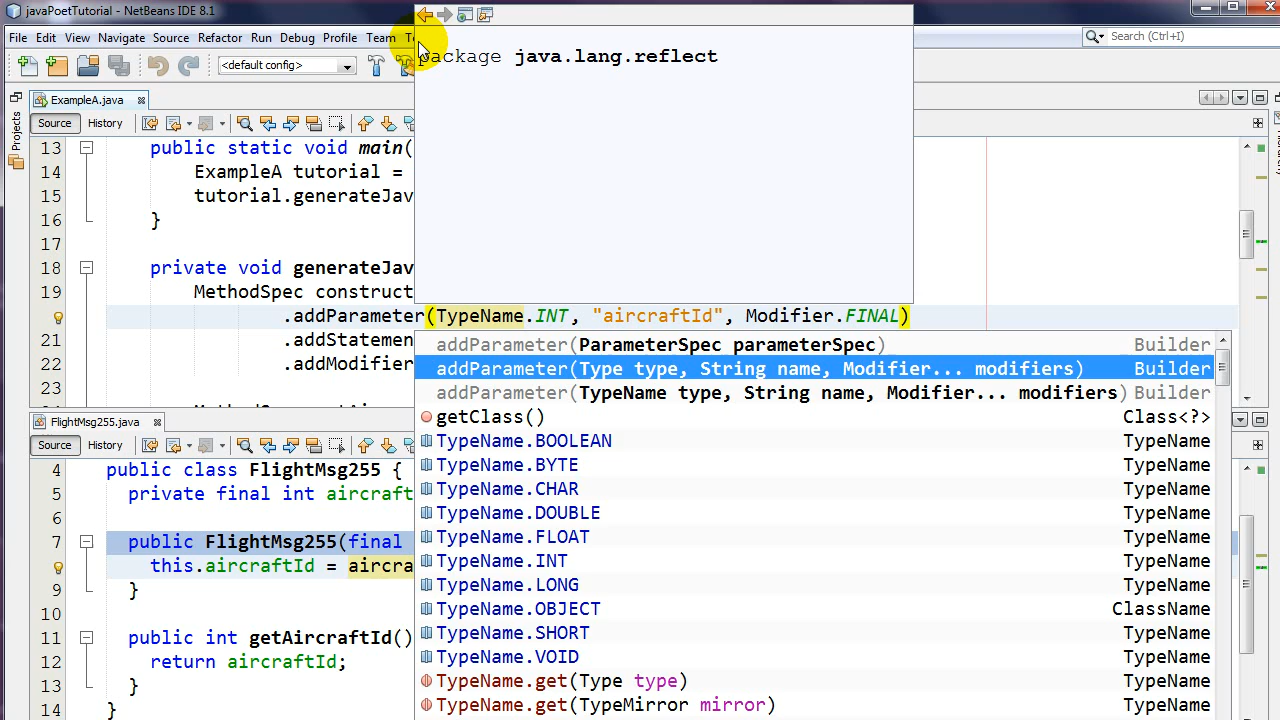 javaPoetTutorial - NetBeans IDE 8.1
File Edit View Navigate Source Refactor Run Debug Profile Team
Search (Ctrl+I)
<default config>
package java.lang.reflect
ExampleA.java
Source History
Projects
13 public static void main(
14 ExampleA tutorial =
15 tutorial.generateJav
16 }
17
18 private void generateJav
19 MethodSpec construct
.addParameter(TypeName.INT, "aircraftId", Modifier.FINAL)
21 .addStatemen
22 .addModifier
23
addParameter(ParameterSpec parameterSpec) Builder
addParameter(Type type, String name, Modifier... modifiers) Builder
addParameter(TypeName type, String name, Modifier... modifiers) Builder
getClass() Class<?>
TypeName.BOOLEAN TypeName
TypeName.BYTE TypeName
TypeName.CHAR TypeName
TypeName.DOUBLE TypeName
TypeName.FLOAT TypeName
TypeName.INT TypeName
TypeName.LONG TypeName
TypeName.OBJECT ClassName
TypeName.SHORT TypeName
TypeName.VOID TypeName
TypeName.get(Type type) TypeName
TypeName.get(TypeMirror mirror) TypeName
FlightMsg255.java
Source History
4 public class FlightMsg255 {
5 private final int aircraft
6
7 public FlightMsg255(final
this.aircraftId = aircra
9 }
10
11 public int getAircraftId()
12 return aircraftId;
13 }
14 }